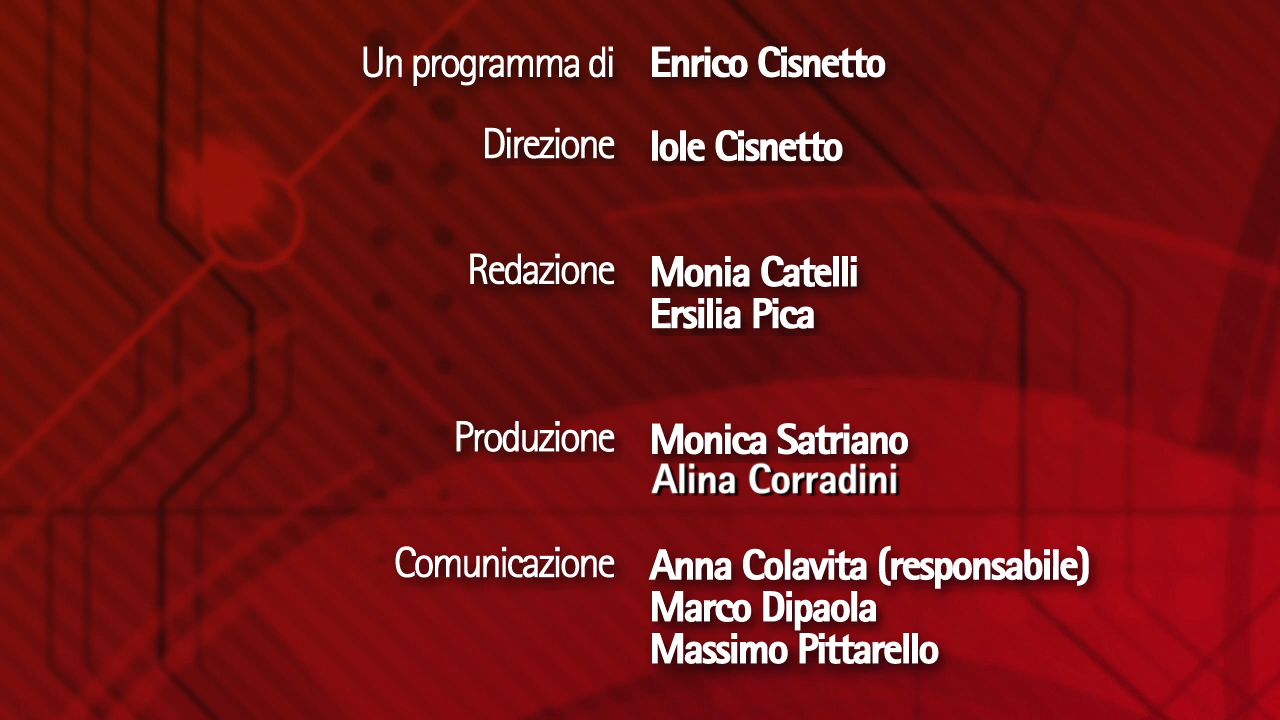 Un programma di Enrico Cisnetto
Direzione Iole Cisnetto
Redazione Monia Catelli
Ersilia Pica
Produzione Monica Satriano
Alina Corradini
Comunicazione Anna Colavita (responsabile)
Marco Dipaola
Massimo Pittarello